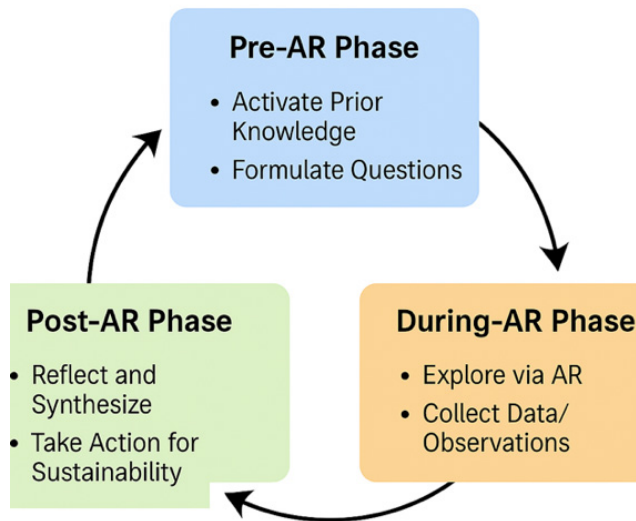 Pre-AR Phase
• Activate Prior
Knowledge
• Formulate Questions
Post-AR Phase
• Reflect and
Synthesize
• Take Action for
Sustainability
During-AR Phase
• Explore via AR
• Collect Data/
Observations